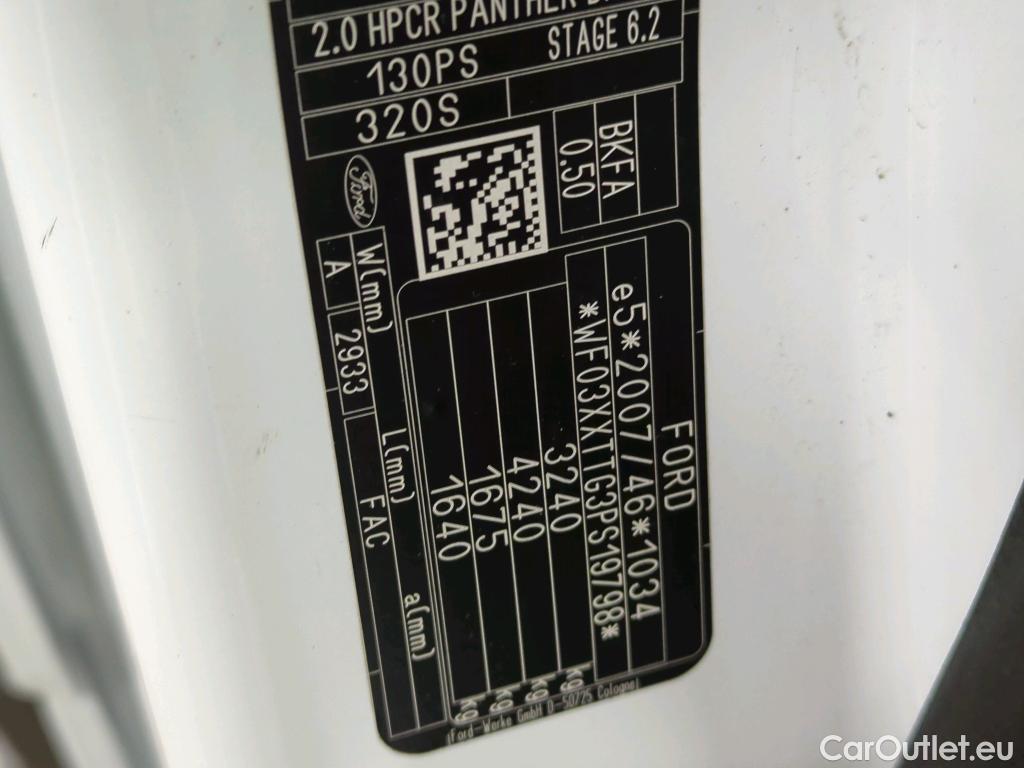 2.0 HPCR PANTHER
130PS STAGE 6.2
320S
BKFA
0.50
Ford
FORD
e5*2007/46*1034
*WF03XXTTG3PS19798*
3240 kg
4240 kg
1675 kg
1640 kg
W(mm) L(mm) a(mm)
A 2933 FAC
(Ford-Werke GmbH D-50725 Cologne)
CarOutlet.eu